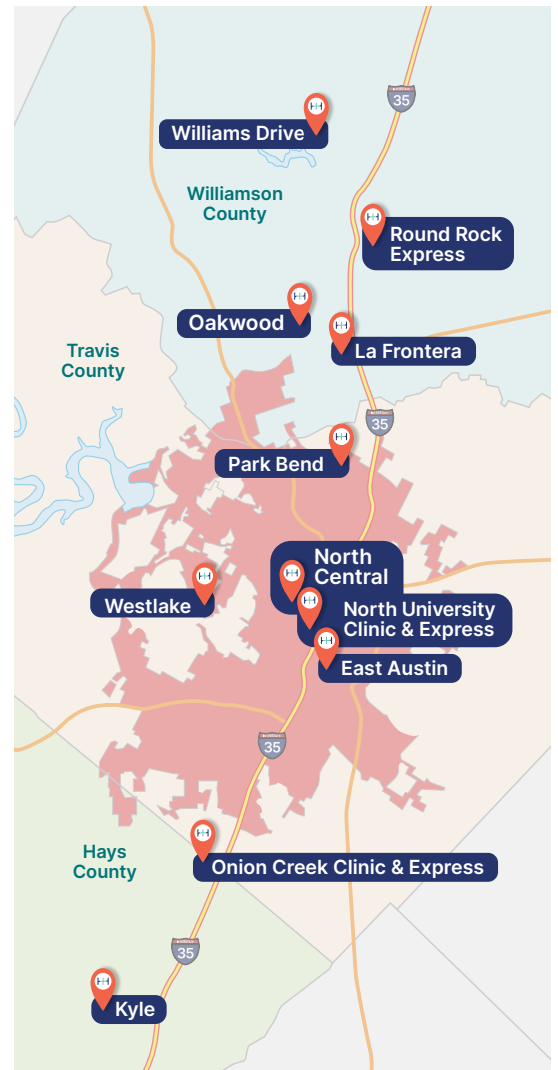 35
Williams Drive
Williamson
County
Round Rock
Express
Oakwood
La Frontera
Travis
County
35
Park Bend
North
Central
Westlake
North University
Clinic & Express
East Austin
35
Hays
County
Onion Creek Clinic & Express
35
Kyle